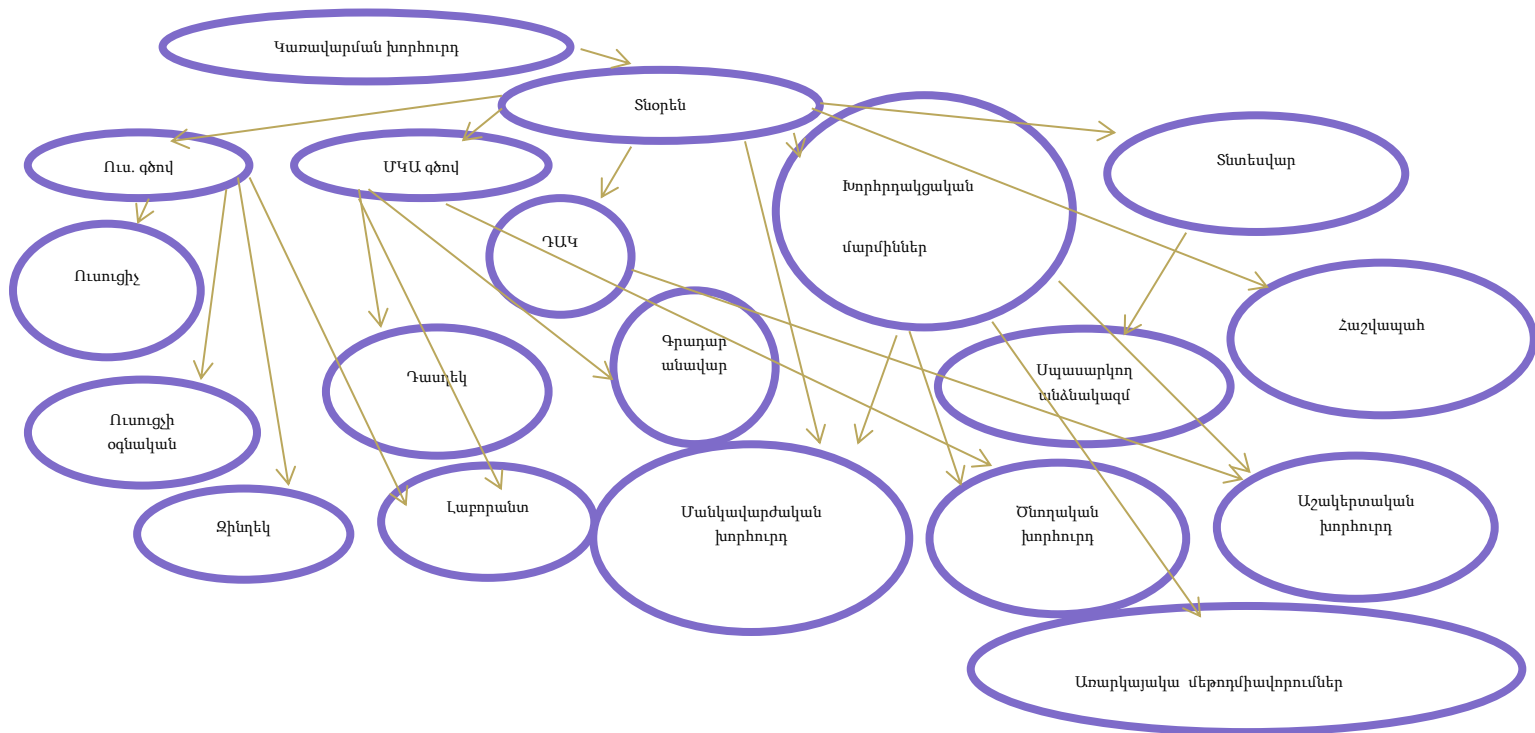 Կառավարման խորհուրդ
Տնօրեն
Ուս. գծով
ՄԿԱ գծով
Խորհրդակցական
մարմիններ
Տնտեսվար
ԴԱԿ
Ուսուցիչ
Գրադար
անավար
Հաշվապահ
Դասղեկ
Սպասարկող
անձնակազմ
Ուսուցչի
օգնական
Զինղեկ
Լաբորանտ
Մանկավարժական
խորհուրդ
Ծնողական
խորհուրդ
Աշակերտական
խորհուրդ
Առարկայակա մեթոդմիավորումներ